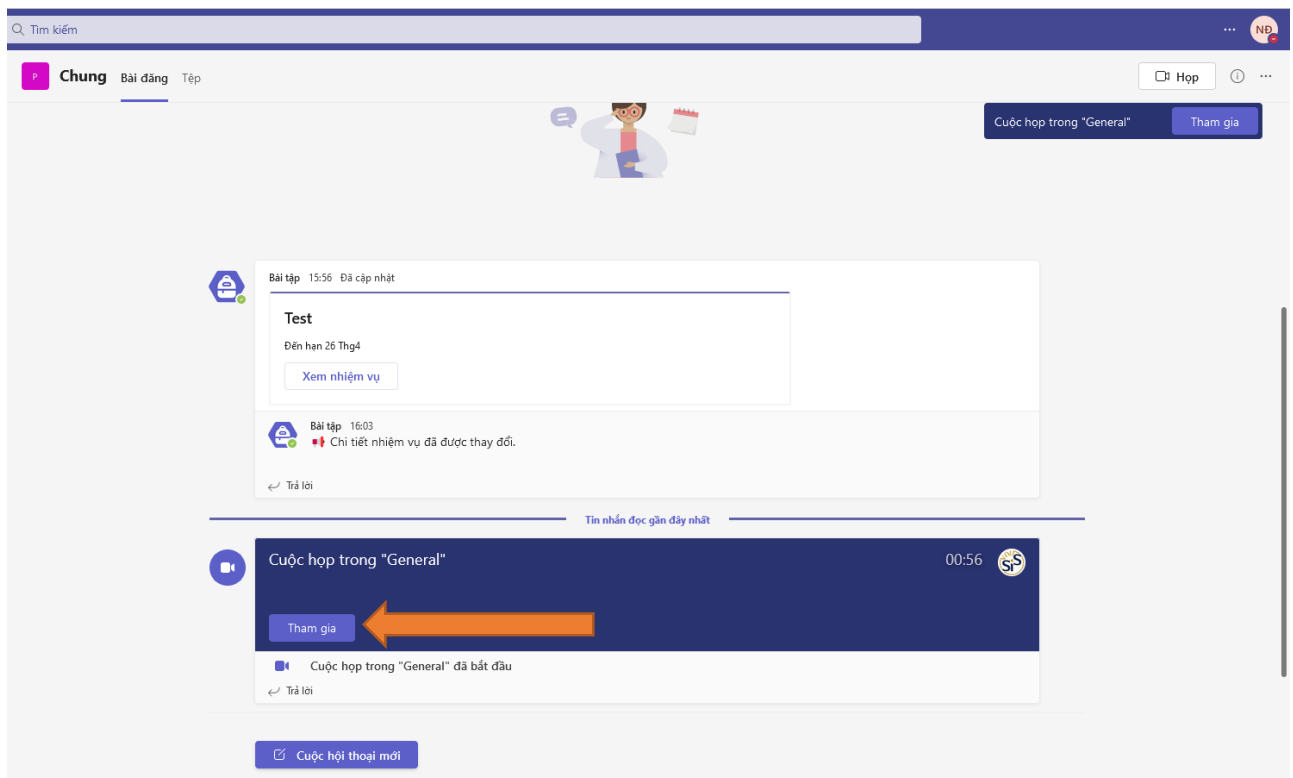 Tìm kiếm
... NĐ
P Chung Bài đăng Tệp Họp ...
Cuộc họp trong "General" Tham gia
Bài tập 15:56 Đã cập nhật
Test
Đến hạn 26 Thg4
Xem nhiệm vụ
Bài tập 16:03
Chi tiết nhiệm vụ đã được thay đổi.
Trả lời
Tin nhắn đọc gần đây nhất
Cuộc họp trong "General" 00:56 SiS
Tham gia
Cuộc họp trong "General" đã bắt đầu
Trả lời
Cuộc hội thoại mới